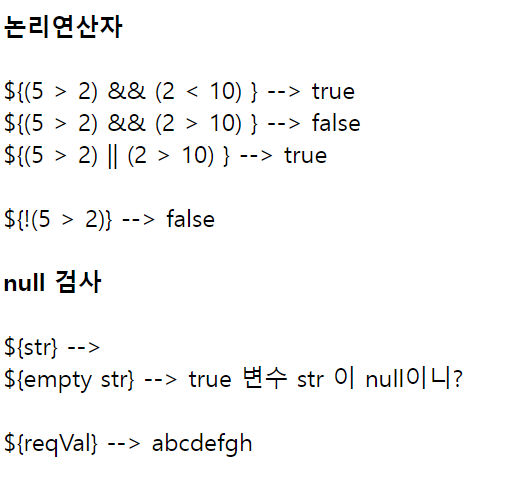 논리연산자
${(5 > 2) && (2 < 10) } --> true
${(5 > 2) && (2 > 10) } --> false
${(5 > 2) || (2 > 10) } --> true
${!(5 > 2)} --> false
null 검사
${str} -->
${empty str} --> true 변수 str 이 null이니?
${reqVal} --> abcdefgh